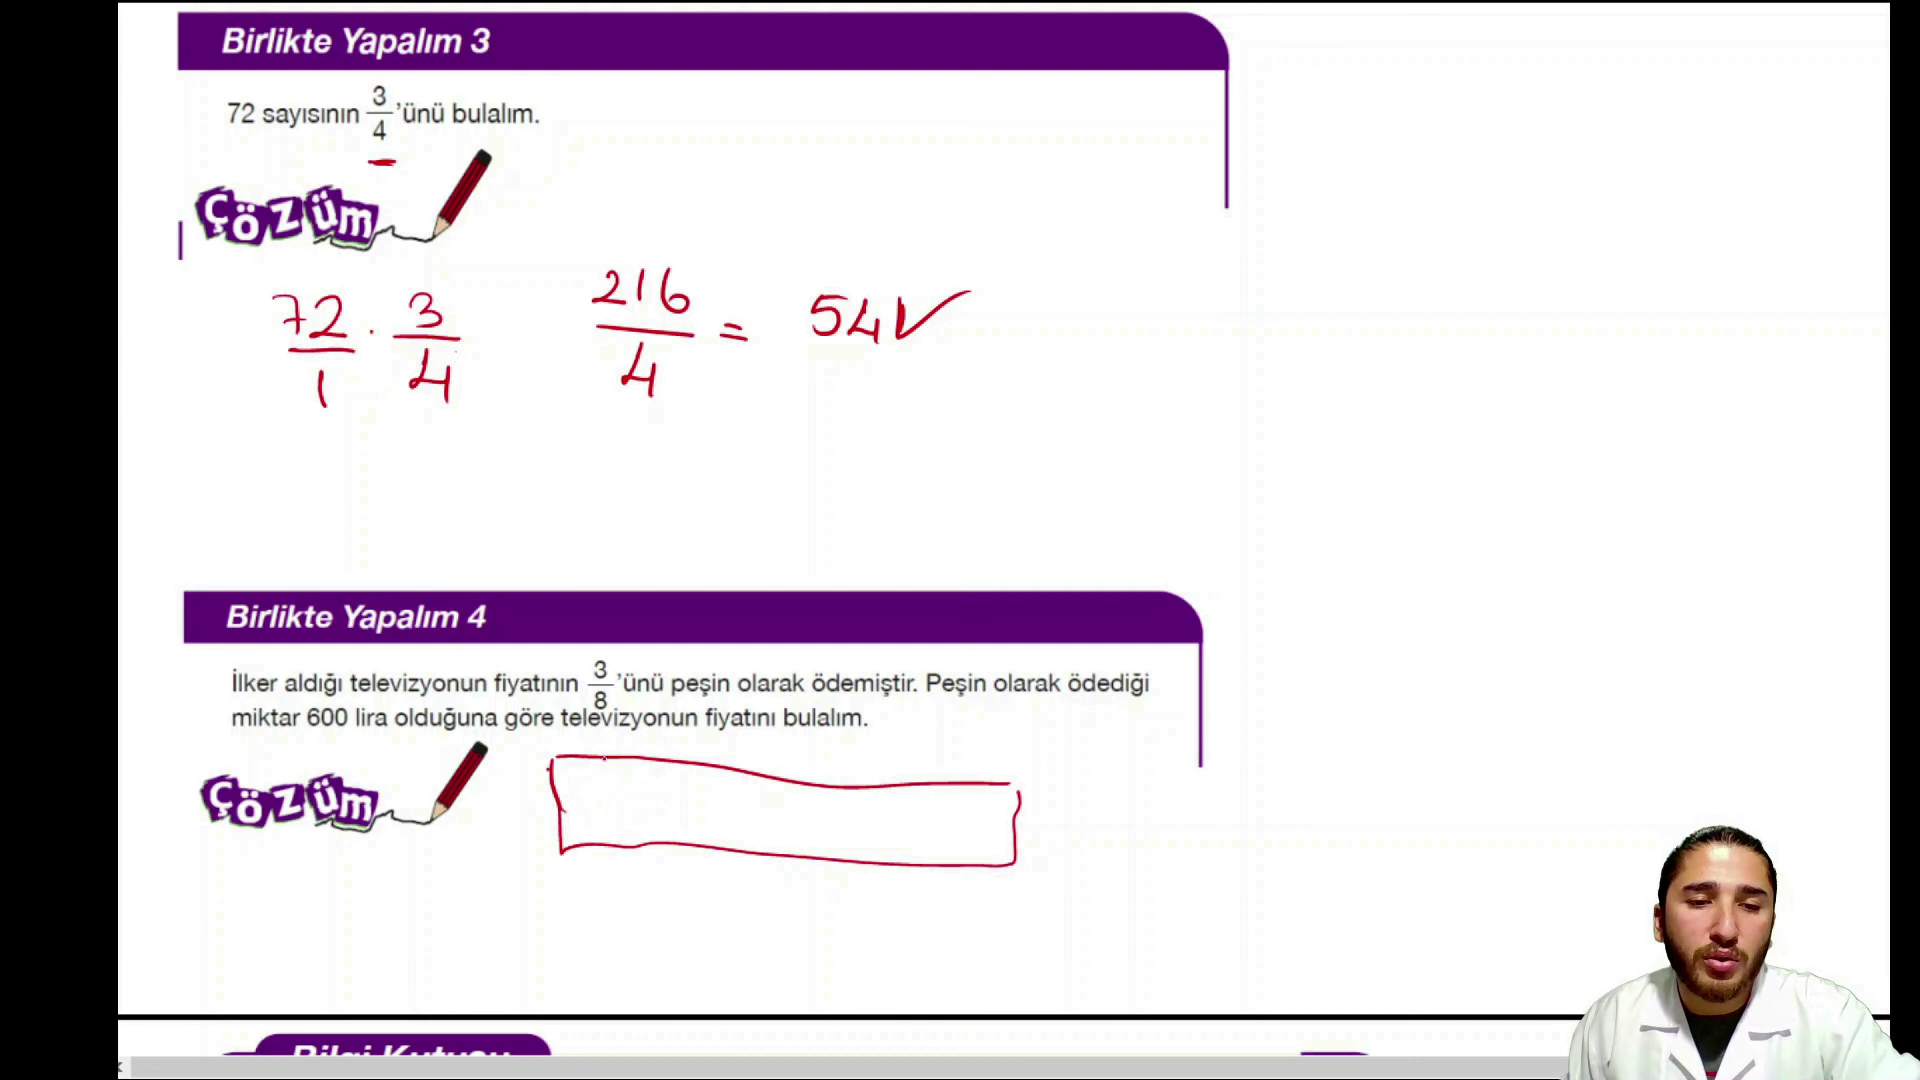 Birlikte Yapalım 3
72 sayısının 3/4 'ünü bulalım.
Çözüm
72/1 · 3/4 216/4 = 54✓
Birlikte Yapalım 4
İlker aldığı televizyonun fiyatının 3/8 'ünü peşin olarak ödemiştir. Peşin olarak ödediği
miktar 600 lira olduğuna göre televizyonun fiyatını bulalım.
Çözüm
Bilgi Kutusu